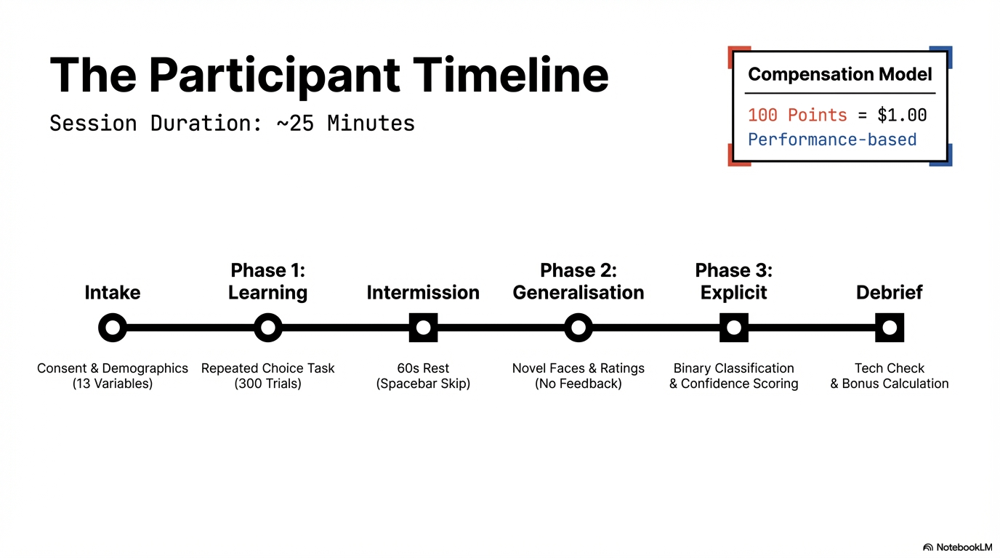 The Participant Timeline
Session Duration: ~25 Minutes
Compensation Model
100 Points = $1.00
Performance-based
Intake
Consent & Demographics
(13 Variables)
Phase 1:
Learning
Repeated Choice Task
(300 Trials)
Intermission
60s Rest
(Spacebar Skip)
Phase 2:
Generalisation
Novel Faces & Ratings
(No Feedback)
Phase 3:
Explicit
Binary Classification
& Confidence Scoring
Debrief
Tech Check
& Bonus Calculation
NotebookLM